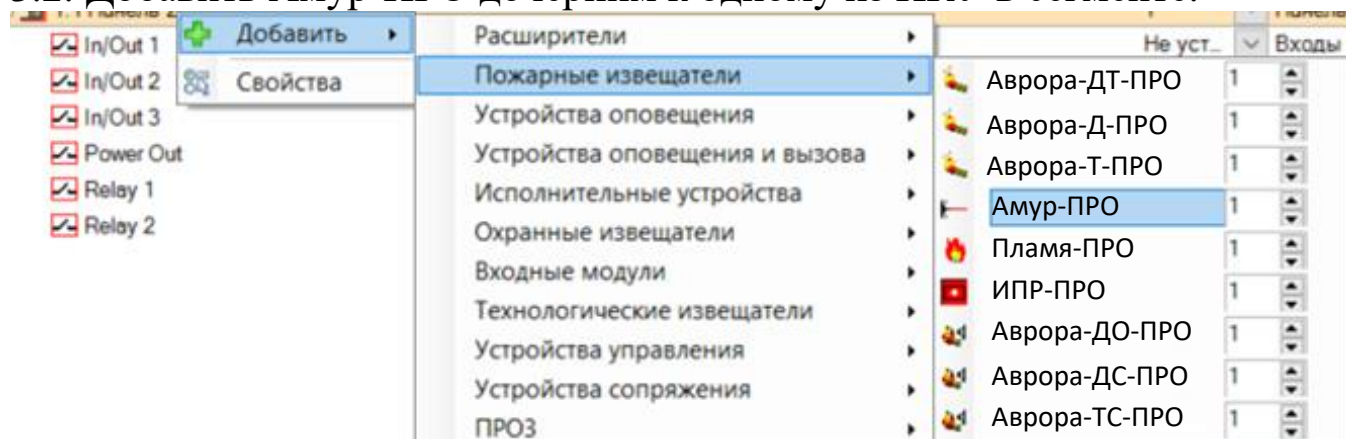 Добавить
Расширители
1
Панель
In/Out 1
Не уст...
Входы
In/Out 2
Свойства
Пожарные извещатели
Аврора-ДТ-ПРО 1
In/Out 3
Устройства оповещения
Аврора-Д-ПРО 1
Power Out
Устройства оповещения и вызова
Аврора-Т-ПРО 1
Relay 1
Исполнительные устройства
Амур-ПРО 1
Relay 2
Охранные извещатели
Пламя-ПРО 1
Входные модули
ИПР-ПРО 1
Технологические извещатели
Аврора-ДО-ПРО 1
Устройства управления
Аврора-ДС-ПРО 1
Устройства сопряжения
Аврора-ТС-ПРО 1
ПРОЗ